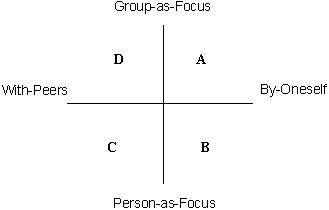 Group-as-Focus
D A
With-Peers By-Oneself
C B
Person-as-Focus